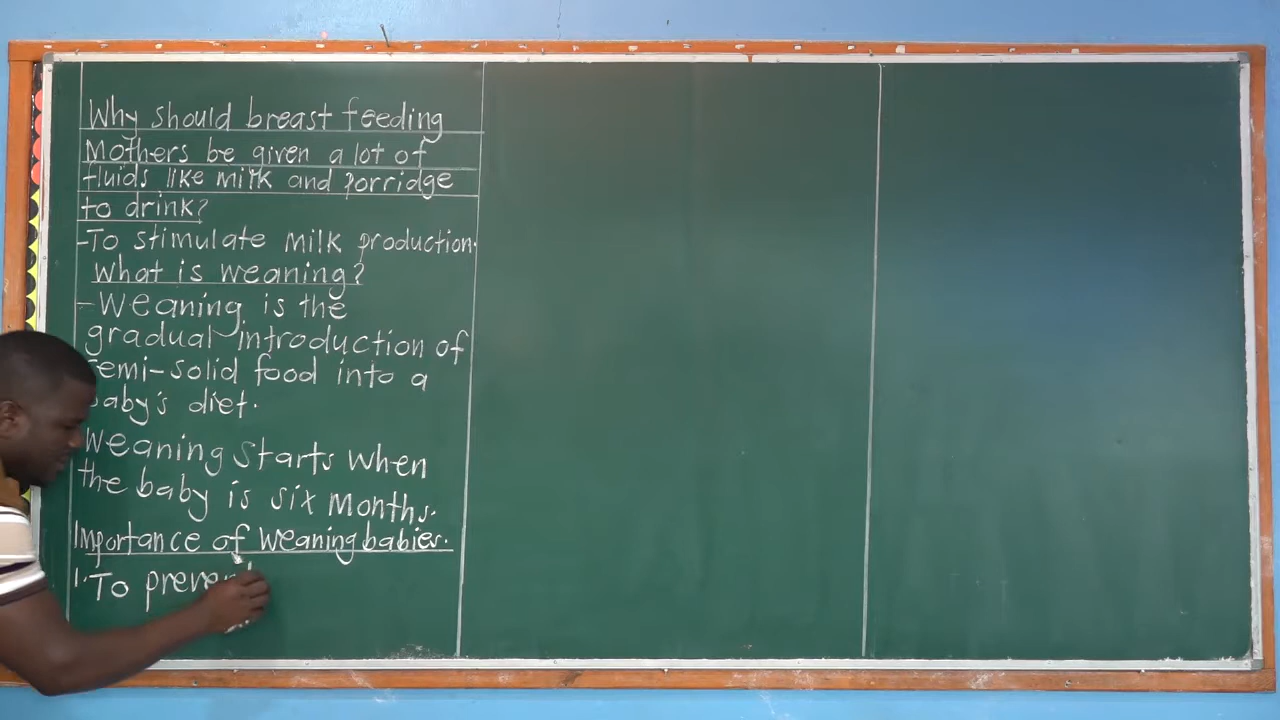 Why should breast feeding
Mothers be given a lot of
fluids like milk and porridge
to drink?
-To stimulate milk production.
What is weaning?
-Weaning is the
gradual introduction of
semi-solid food into a
baby's diet.
Weaning starts when
the baby is six months.
Importance of weaning babies.
1. To prevent